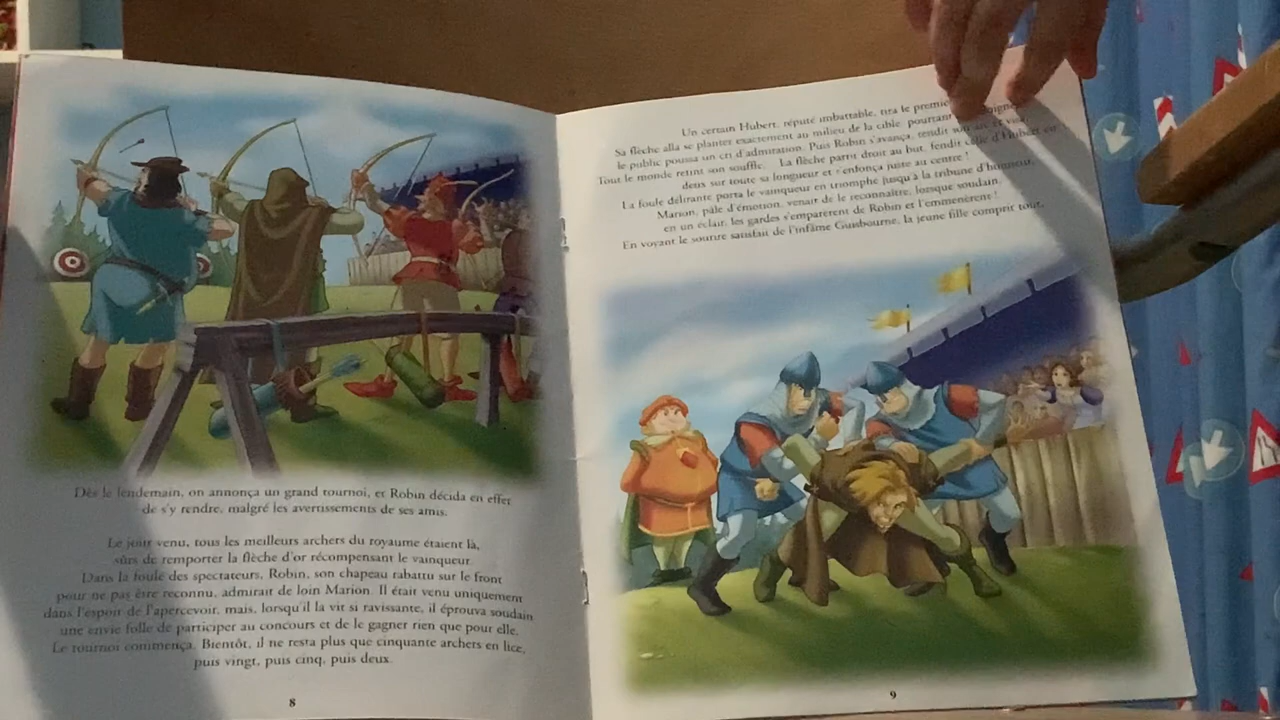 Dès le lendemain, on annonça un grand tournoi, et Robin décida en effet
de s'y rendre, malgré les avertissements de ses amis.
Le jour venu, tous les meilleurs archers du royaume étaient là,
sûrs de remporter la flèche d'or récompensant le vainqueur.
Dans la foule des spectateurs, Robin, son chapeau rabattu sur le front
pour ne pas être reconnu, admirait de loin Marion. Il était venu uniquement
dans l'espoir de l'apercevoir, mais, lorsqu'il la vit si ravissante, il éprouva soudain
une envie folle de participer au concours et de le gagner rien que pour elle.
Le tournoi commença. Bientôt, il ne resta plus que cinquante archers en lice,
puis vingt, puis cinq, puis deux.
8
Un certain Hubert, réputé imbattable, tira le premier
Sa flèche alla se planter exactement au milieu de la cible, pourtant
le public poussa un cri d'admiration. Puis Robin s'avança, tendit son arc et visa.
Tout le monde retint son souffle. La flèche partit droit au but, fendit celle d'Hubert en
deux sur toute sa longueur et s'enfonça juste au centre !
La foule délirante porta le vainqueur en triomphe jusqu'à la tribune d'honneur.
Marion, pâle d'émotion, venait de le reconnaître, lorsque soudain,
en un éclair, les gardes s'emparèrent de Robin et l'emmenèrent !
En voyant le sourire satisfait de l'infâme Guisbourne, la jeune fille comprit tout.
9